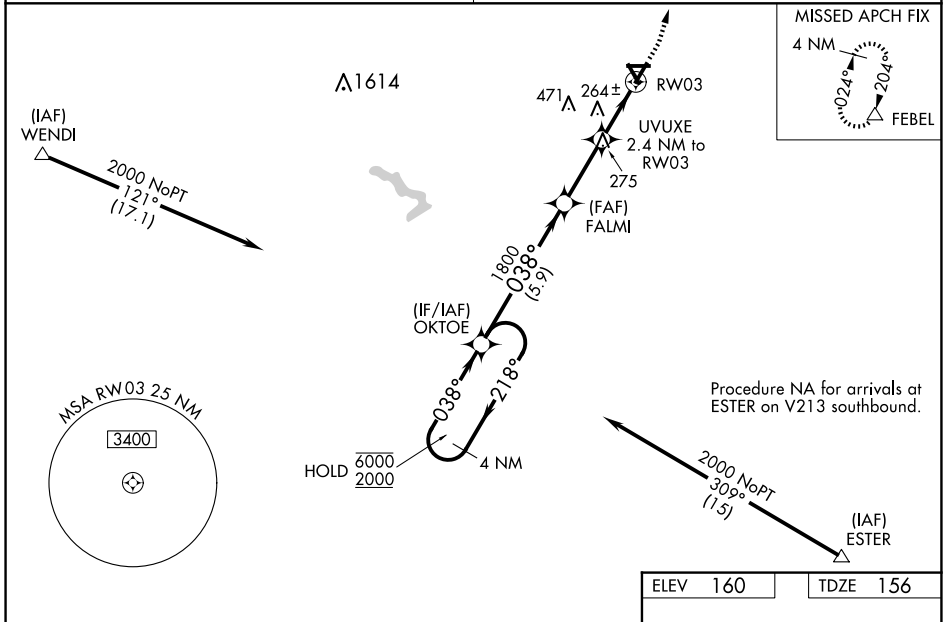 MISSED APCH FIX
4 NM
024°
204°
FEBEL
1614
RW03
471
264±
UVUXE
2.4 NM to
RW03
275
(IAF)
WENDI
2000 NoPT
121°
(17.1)
(FAF)
FALMI
1800
038°
(5.9)
(IF/IAF)
OKTOE
038°
218°
HOLD
6000
2000
4 NM
MSA RW03 25 NM
3400
Procedure NA for arrivals at
ESTER on V213 southbound.
2000 NoPT
309°
(15)
(IAF)
ESTER
ELEV 160
TDZE 156